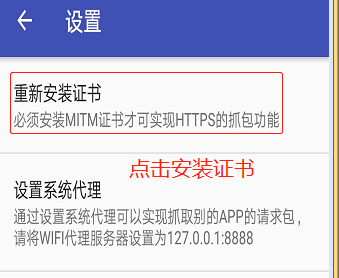 设置
重新安装证书
必须安装MITM证书才可实现HTTPS的抓包功能
点击安装证书
设置系统代理
通过设置系统代理可以实现抓取别的APP的请求包，
请将WIFI代理服务器设置为127.0.0.1:8888